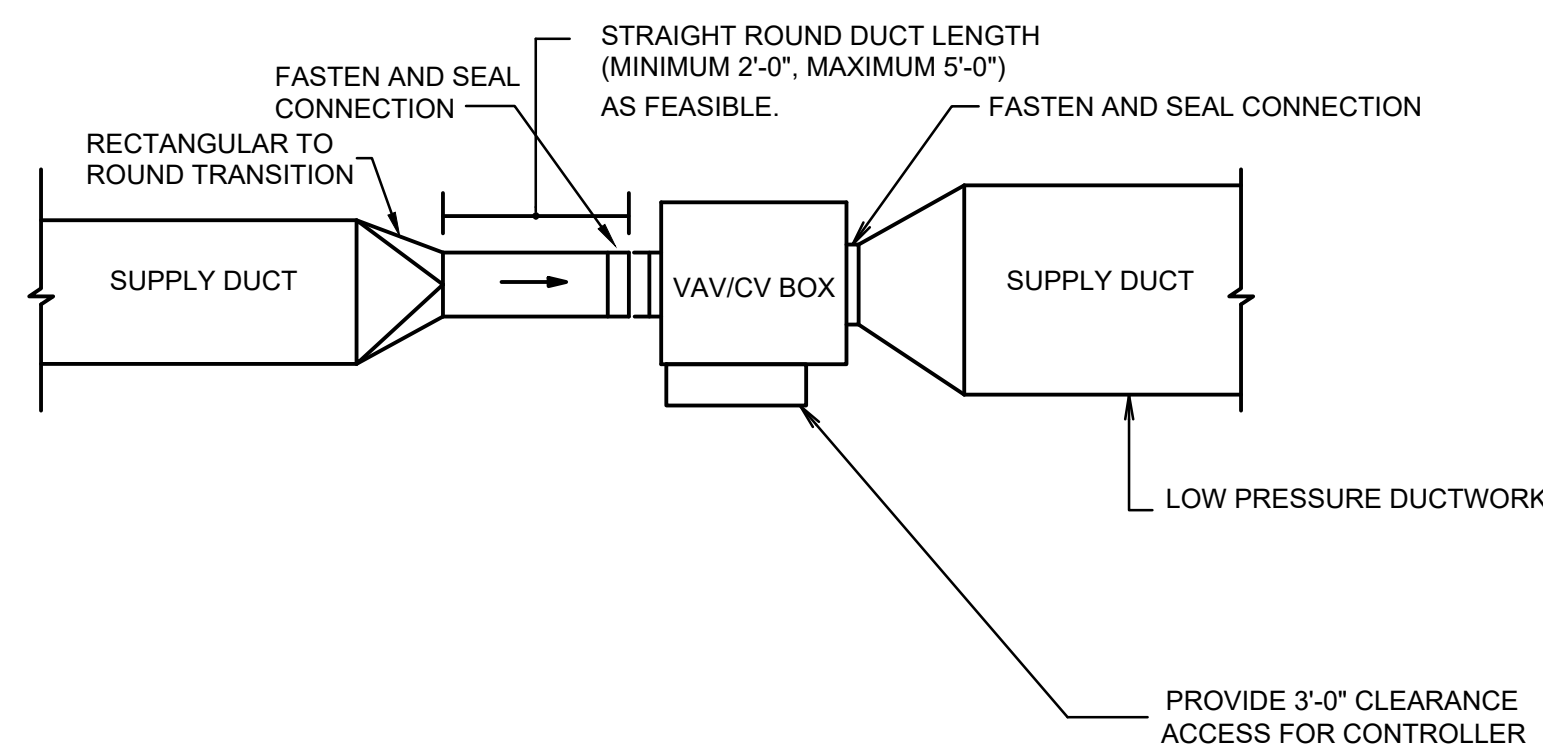 STRAIGHT ROUND DUCT LENGTH
(MINIMUM 2'-0", MAXIMUM 5'-0")
AS FEASIBLE.
FASTEN AND SEAL
CONNECTION
FASTEN AND SEAL CONNECTION
RECTANGULAR TO
ROUND TRANSITION
SUPPLY DUCT
VAV/CV BOX
SUPPLY DUCT
LOW PRESSURE DUCTWORK
PROVIDE 3'-0" CLEARANCE
ACCESS FOR CONTROLLER